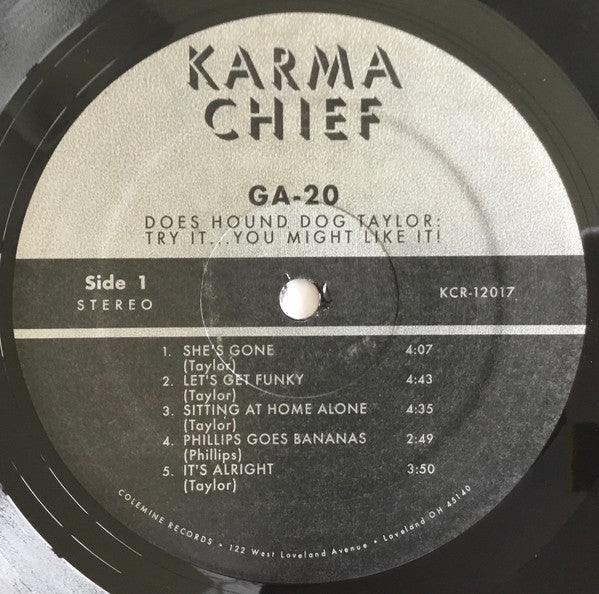 KARMA
CHIEF
GA-20
DOES HOUND DOG TAYLOR:
TRY IT...YOU MIGHT LIKE IT!
Side 1
STEREO
KCR-12017
1. SHE'S GONE 4:07
(Taylor)
2. LET'S GET FUNKY 4:43
(Taylor)
3. SITTING AT HOME ALONE 4:35
(Taylor)
4. PHILLIPS GOES BANANAS 2:49
(Phillips)
5. IT'S ALRIGHT 3:50
(Taylor)
COLEMINE RECORDS • 122 West Loveland Avenue • Loveland OH 45140